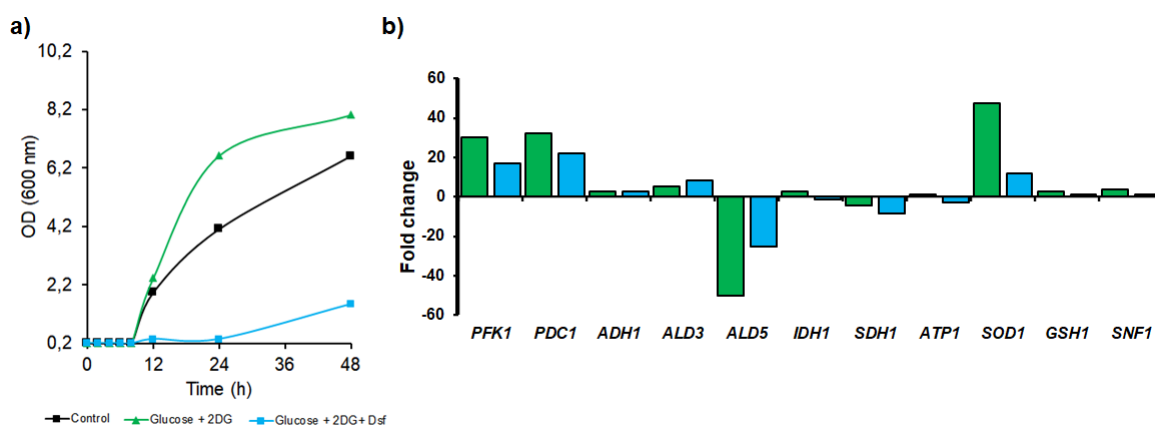 a)
10,2
8,2
6,2
4,2
2,2
0,2
OD (600 nm)
0 12 24 36 48
Time (h)
Control Glucose + 2DG Glucose + 2DG+ Dsf
b)
60
40
20
0
-20
-40
-60
Fold change
PFK1 PDC1 ADH1 ALD3 ALD5 IDH1 SDH1 ATP1 SOD1 GSH1 SNF1